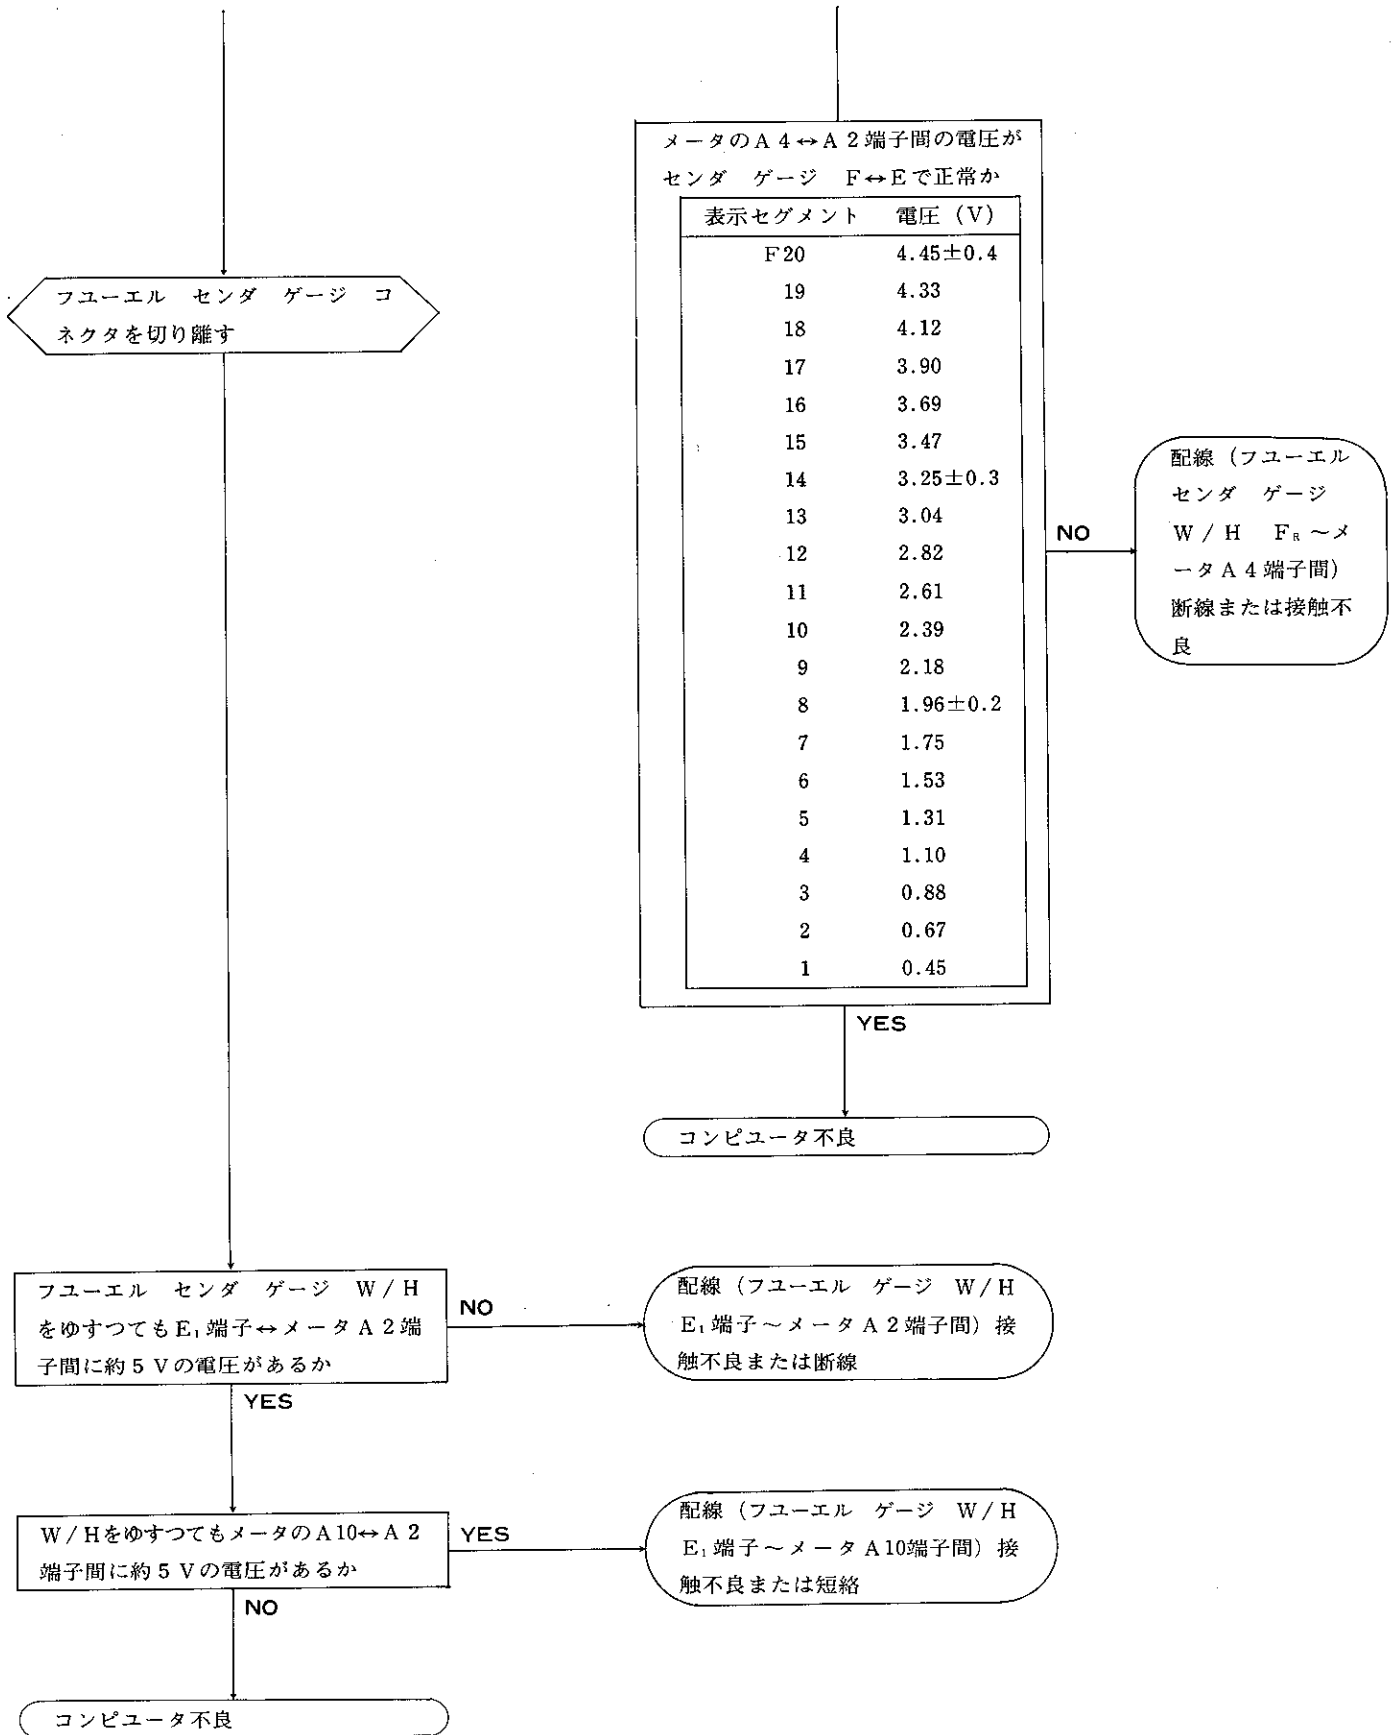 メータのA4↔A2端子間の電圧が
センダ ゲージ F↔Eで正常か
表示セグメント 電圧(V)
F20 4.45±0.4
19 4.33
18 4.12
17 3.90
16 3.69
15 3.47
14 3.25±0.3
13 3.04
12 2.82
11 2.61
10 2.39
9 2.18
8 1.96±0.2
7 1.75
6 1.53
5 1.31
4 1.10
3 0.88
2 0.67
1 0.45
フユーエル センダ ゲージ コ
ネクタを切り離す
NO
配線(フユーエル
センダ ゲージ
W/H Fʀ～メ
ータA4端子間)
断線または接触不
良
YES
コンピユータ不良
フユーエル センダ ゲージ W/H
をゆすつてもE₁端子↔メータA2端
子間に約5Vの電圧があるか
NO
配線(フユーエル ゲージ W/H
E₁端子～メータA2端子間)接
触不良または断線
YES
W/HをゆすつてもメータのA10↔A2
端子間に約5Vの電圧があるか
YES
配線(フユーエル ゲージ W/H
E₁端子～メータA10端子間)接
触不良または短絡
NO
コンピユータ不良